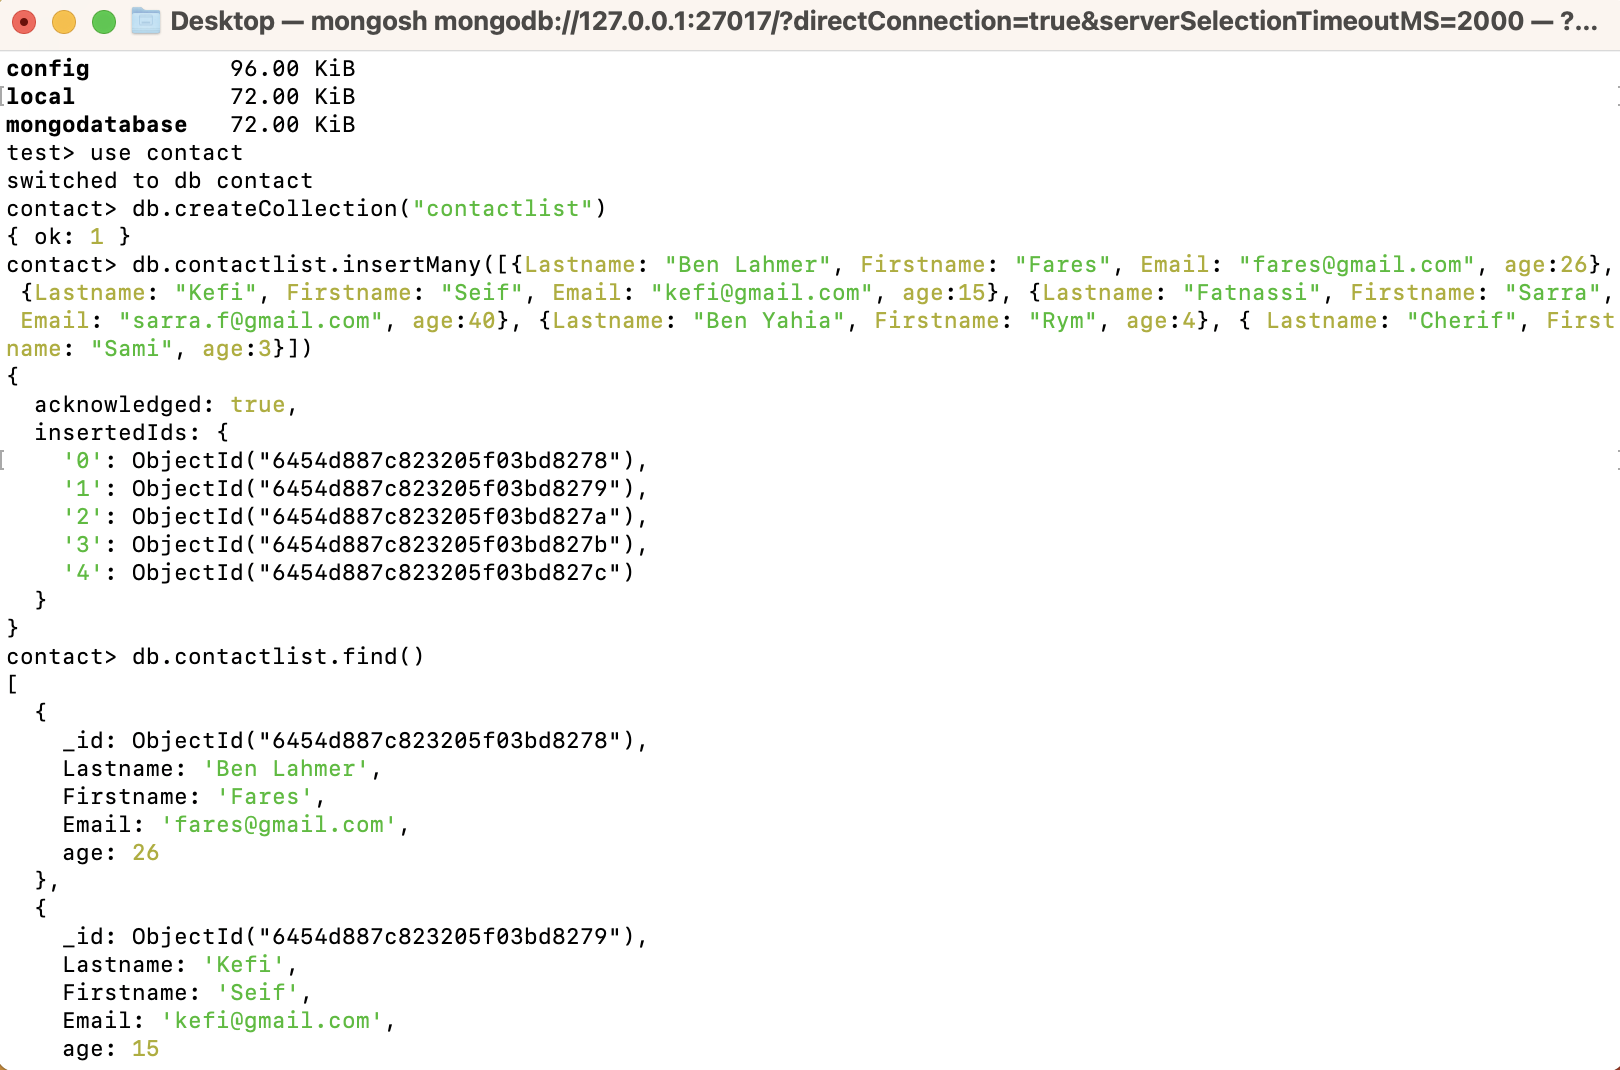 Desktop — mongosh mongodb://127.0.0.1:27017/?directConnection=true&serverSelectionTimeoutMS=2000 — ?...
config          96.00 KiB
local           72.00 KiB
mongodatabase   72.00 KiB
test> use contact
switched to db contact
contact> db.createCollection("contactlist")
{ ok: 1 }
contact> db.contactlist.insertMany([{Lastname: "Ben Lahmer", Firstname: "Fares", Email: "fares@gmail.com", age:26},
 {Lastname: "Kefi", Firstname: "Seif", Email: "kefi@gmail.com", age:15}, {Lastname: "Fatnassi", Firstname: "Sarra",
 Email: "sarra.f@gmail.com", age:40}, {Lastname: "Ben Yahia", Firstname: "Rym", age:4}, { Lastname: "Cherif", First
name: "Sami", age:3}])
{
  acknowledged: true,
  insertedIds: {
    '0': ObjectId("6454d887c823205f03bd8278"),
    '1': ObjectId("6454d887c823205f03bd8279"),
    '2': ObjectId("6454d887c823205f03bd827a"),
    '3': ObjectId("6454d887c823205f03bd827b"),
    '4': ObjectId("6454d887c823205f03bd827c")
  }
}
contact> db.contactlist.find()
[
  {
    _id: ObjectId("6454d887c823205f03bd8278"),
    Lastname: 'Ben Lahmer',
    Firstname: 'Fares',
    Email: 'fares@gmail.com',
    age: 26
  },
  {
    _id: ObjectId("6454d887c823205f03bd8279"),
    Lastname: 'Kefi',
    Firstname: 'Seif',
    Email: 'kefi@gmail.com',
    age: 15